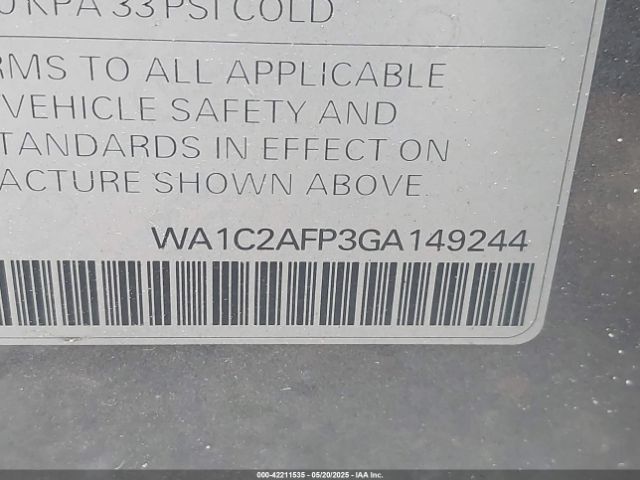 KPA 33 PSI COLD
RMS TO ALL APPLICABLE
VEHICLE SAFETY AND
TANDARDS IN EFFECT ON
ACTURE SHOWN ABOVE.
WA1C2AFP3GA149244
000-42211535 - 05/20/2025 - IAA Inc.